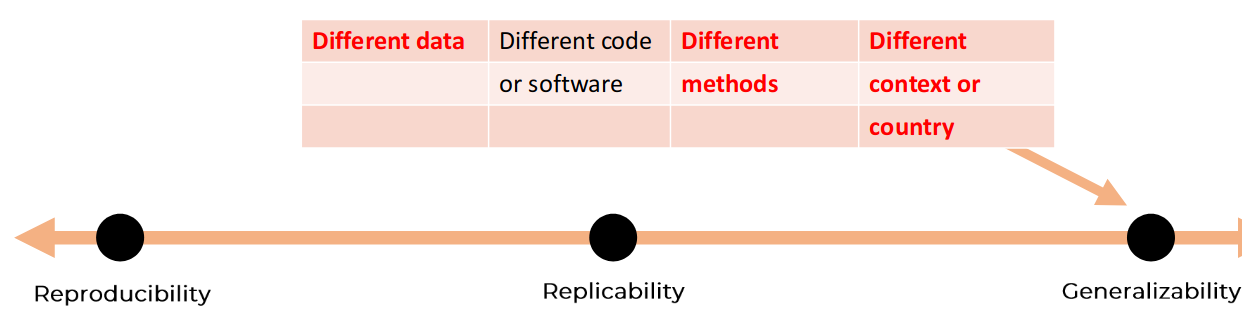 Different data Different code Different Different
or software methods context or
country
Reproducibility Replicability Generalizability